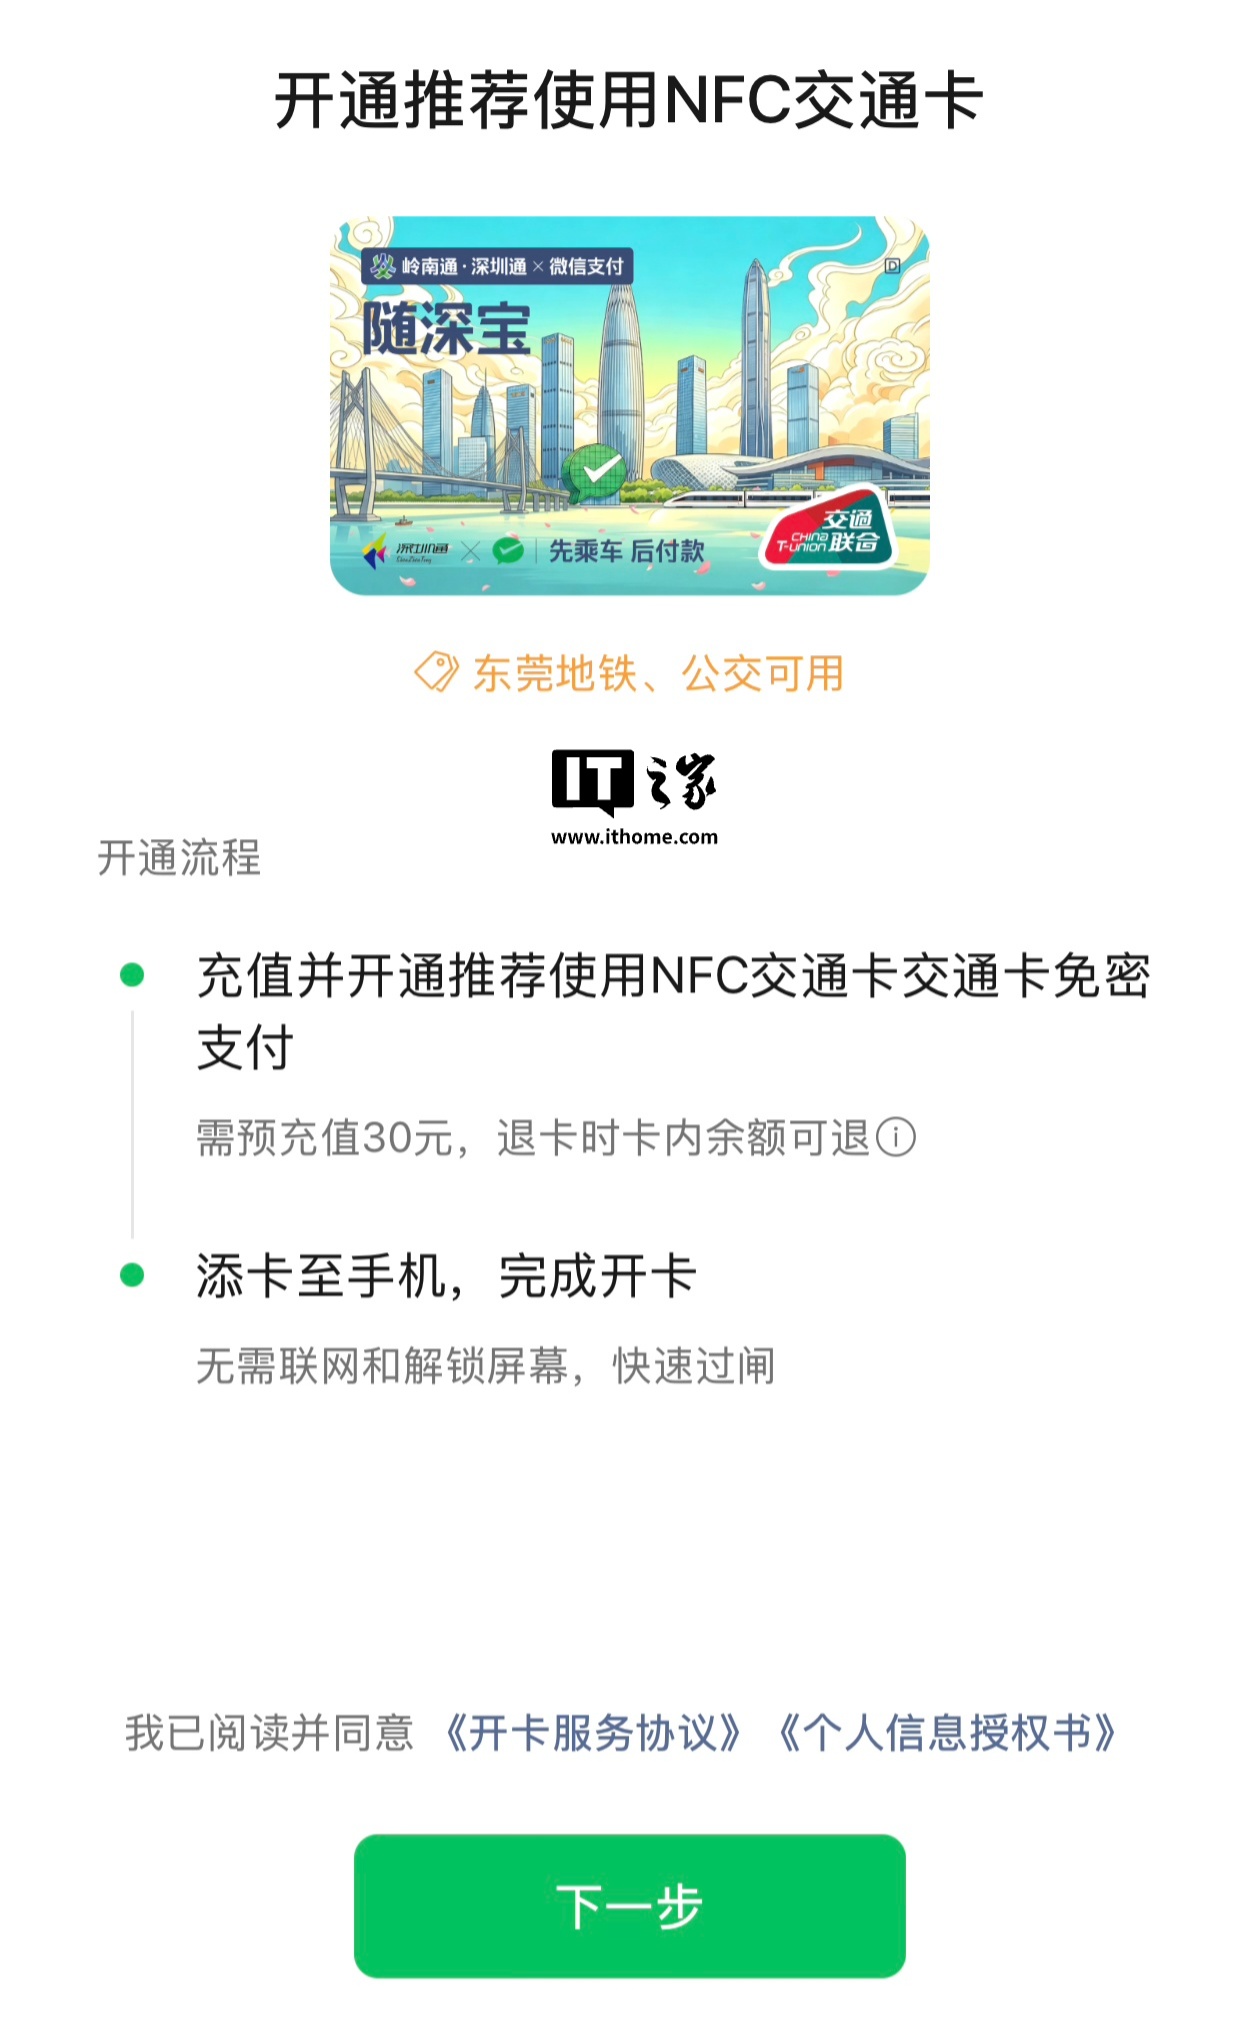 开通推荐使用NFC交通卡
岭南通·深圳通×微信支付
D
随深宝
深圳通
ShenZhenTong
先乘车 后付款
交通
CHINA
T-UNION 联合
东莞地铁、公交可用
IT之家
www.ithome.com
开通流程
充值并开通推荐使用NFC交通卡交通卡免密
支付
需预充值30元，退卡时卡内余额可退
添卡至手机，完成开卡
无需联网和解锁屏幕，快速过闸
我已阅读并同意 《开卡服务协议》 《个人信息授权书》
下一步